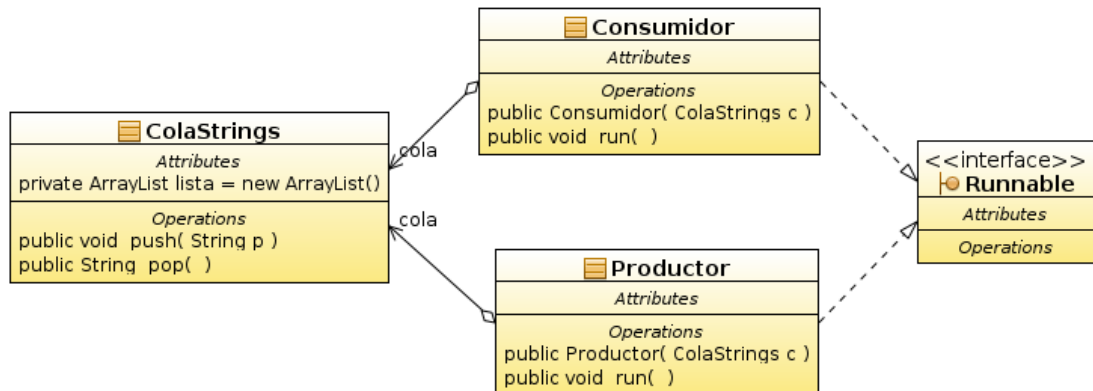 Consumidor
Attributes
Operations
public Consumidor( ColaStrings c )
public void run( )
ColaStrings
Attributes
private ArrayList lista = new ArrayList()
Operations
public void push( String p )
public String pop( )
cola
cola
<<interface>>
Runnable
Attributes
Operations
Productor
Attributes
Operations
public Productor( ColaStrings c )
public void run( )